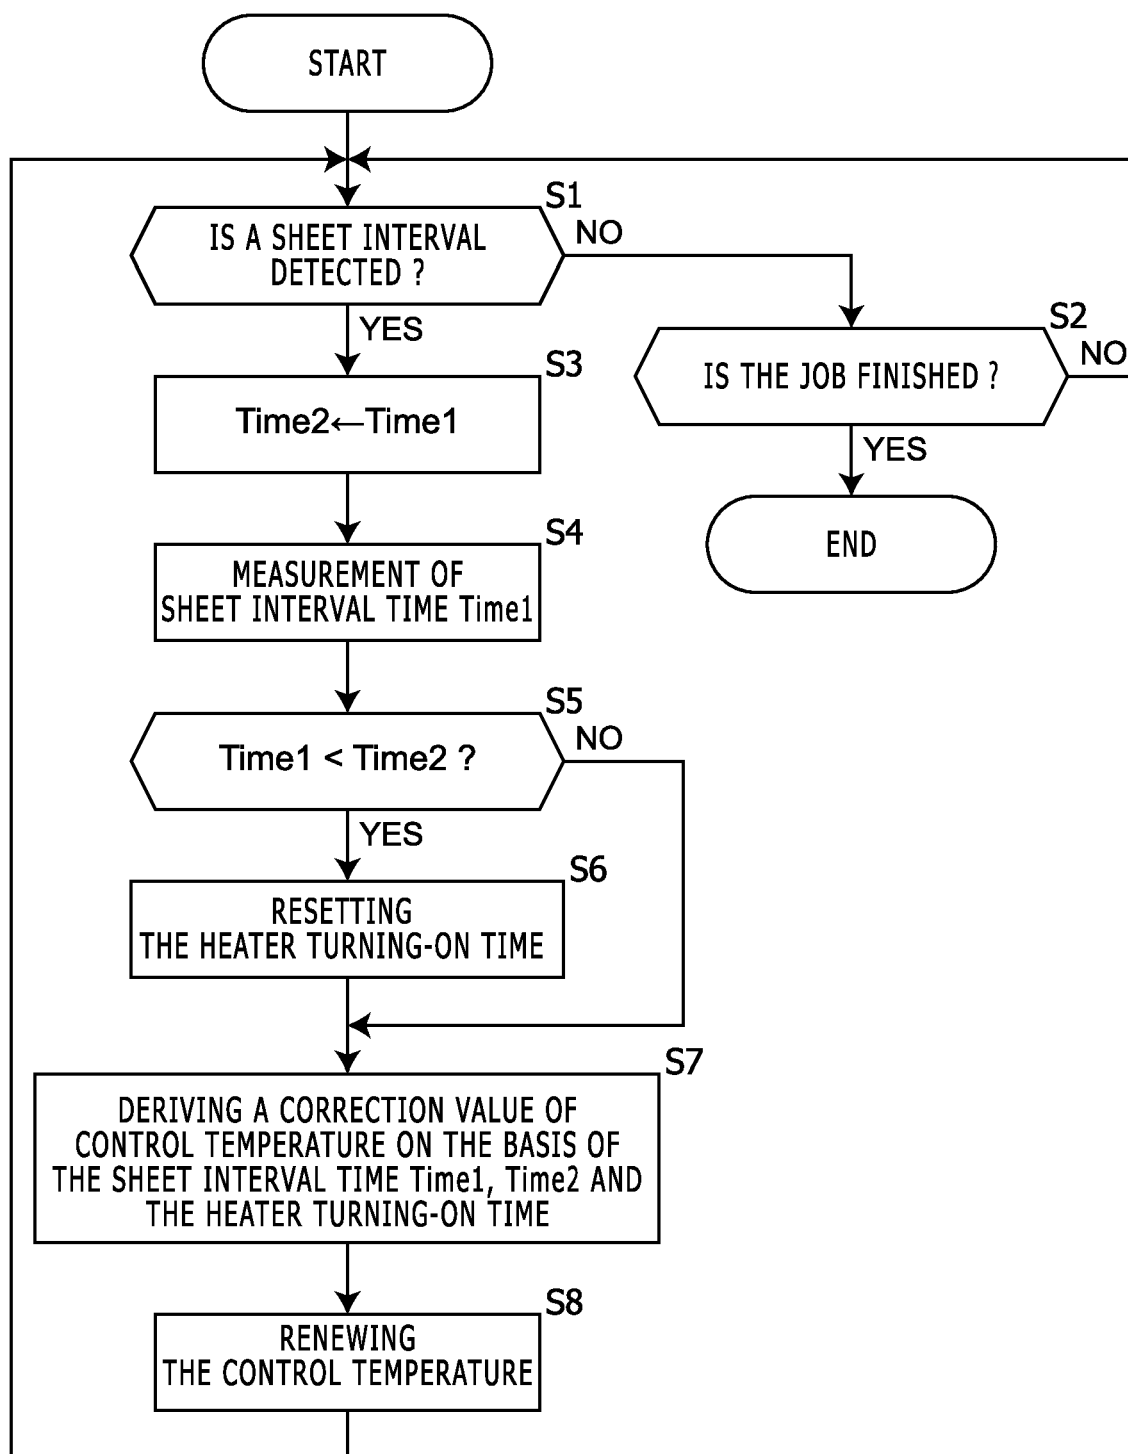 START
S1
IS A SHEET INTERVAL
DETECTED ?
NO
YES
S2
IS THE JOB FINISHED ?
NO
YES
END
S3
Time2←Time1
S4
MEASUREMENT OF
SHEET INTERVAL TIME Time1
S5
Time1 < Time2 ?
NO
YES
S6
RESETTING
THE HEATER TURNING-ON TIME
S7
DERIVING A CORRECTION VALUE OF
CONTROL TEMPERATURE ON THE BASIS OF
THE SHEET INTERVAL TIME Time1, Time2 AND
THE HEATER TURNING-ON TIME
S8
RENEWING
THE CONTROL TEMPERATURE